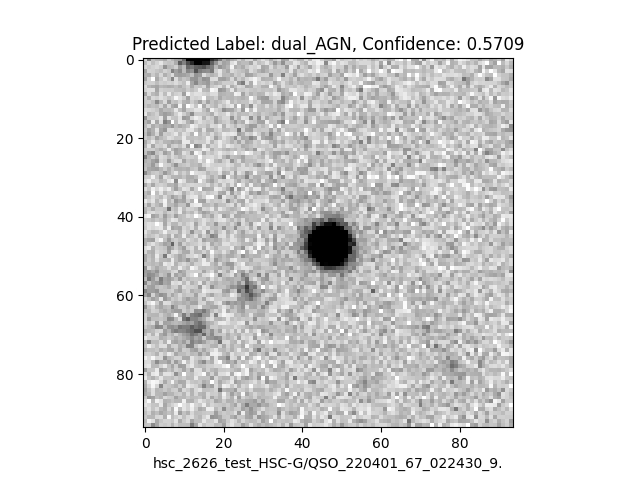 Predicted Label: dual_AGN, Confidence: 0.5709
0
20
40
60
80
0 20 40 60 80
hsc_2626_test_HSC-G/QSO_220401_67_022430_9.